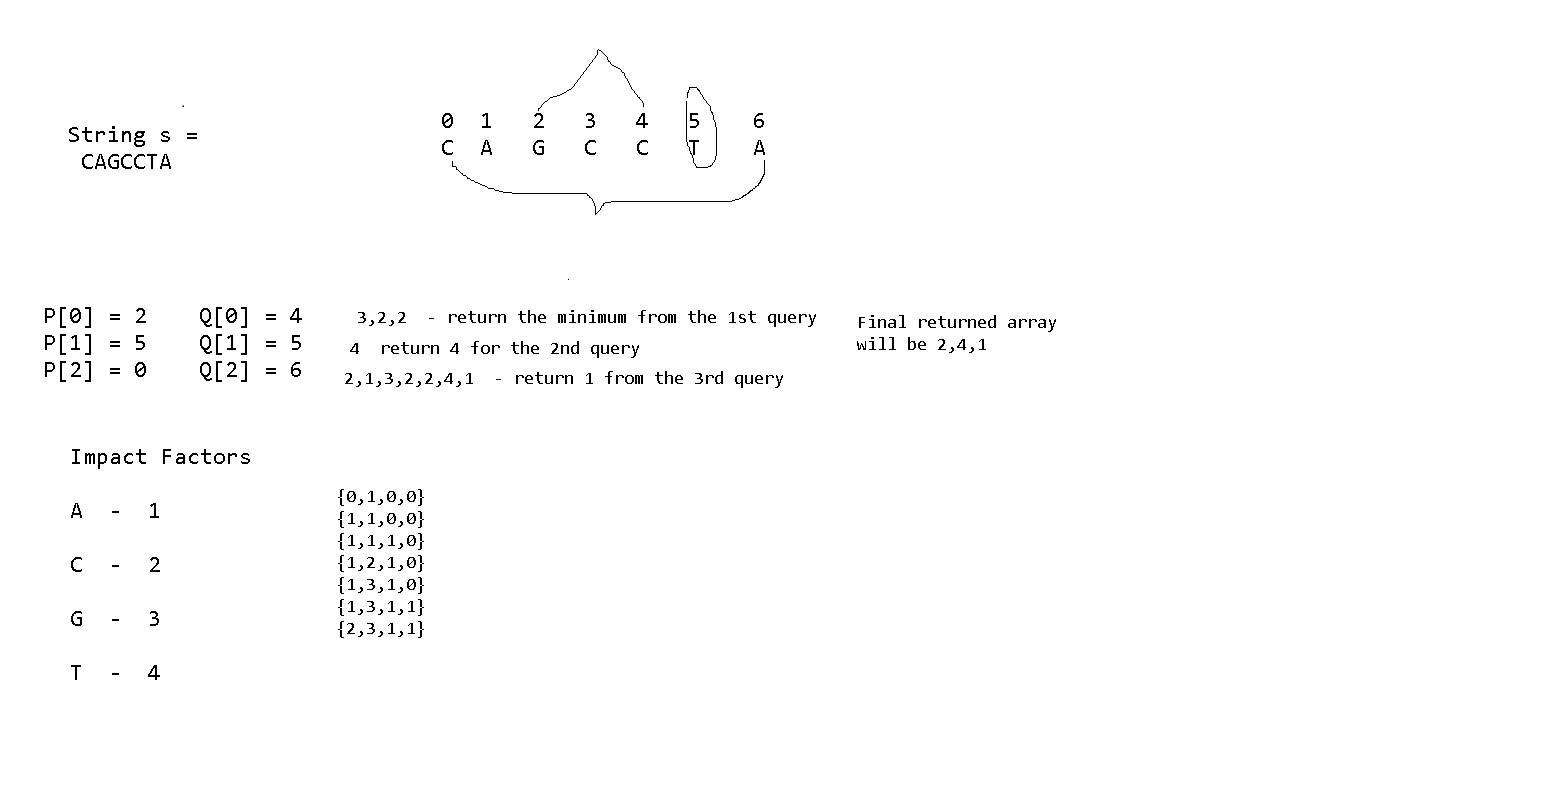 String s =
CAGCCTA
0 1 2 3 4 5 6
C A G C C T A
P[0] = 2 Q[0] = 4 3,2,2 - return the minimum from the 1st query
P[1] = 5 Q[1] = 5 4 return 4 for the 2nd query
P[2] = 0 Q[2] = 6 2,1,3,2,2,4,1 - return 1 from the 3rd query
Final returned array
will be 2,4,1
Impact Factors
A - 1
C - 2
G - 3
T - 4
{0,1,0,0}
{1,1,0,0}
{1,1,1,0}
{1,2,1,0}
{1,3,1,0}
{1,3,1,1}
{2,3,1,1}